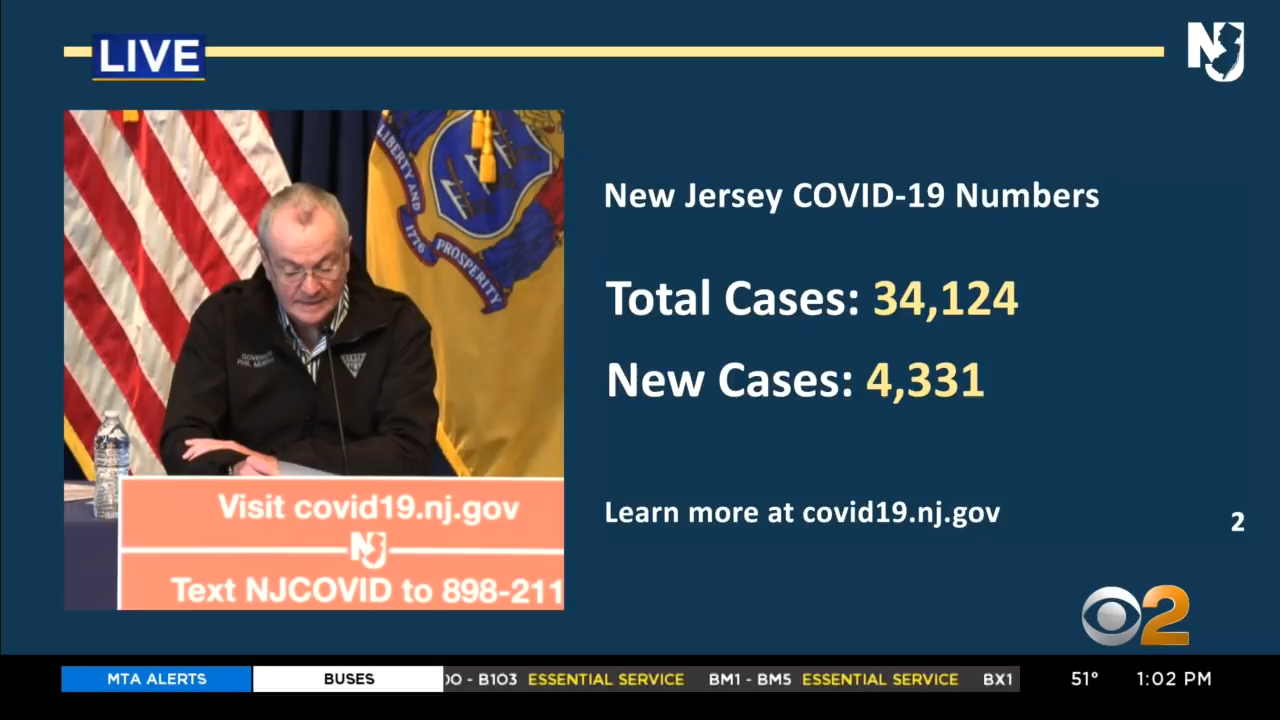 LIVE
NJ
LIBERTY AND
1776
PROSPERITY
GOVERNOR
Visit covid19.nj.gov
NJ
Text NJCOVID to 898-211
New Jersey COVID-19 Numbers
Total Cases: 34,124
New Cases: 4,331
Learn more at covid19.nj.gov
2
2
MTA ALERTS BUSES - B103 ESSENTIAL SERVICE BM1 - BM5 ESSENTIAL SERVICE BX1 51° 1:02 PM